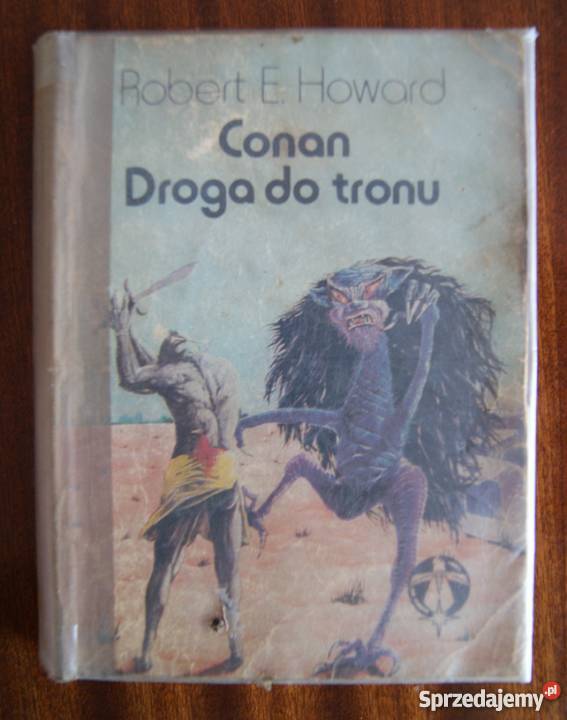 Robert E. Howard
Conan
Droga do tronu
Sprzedajemy.pl